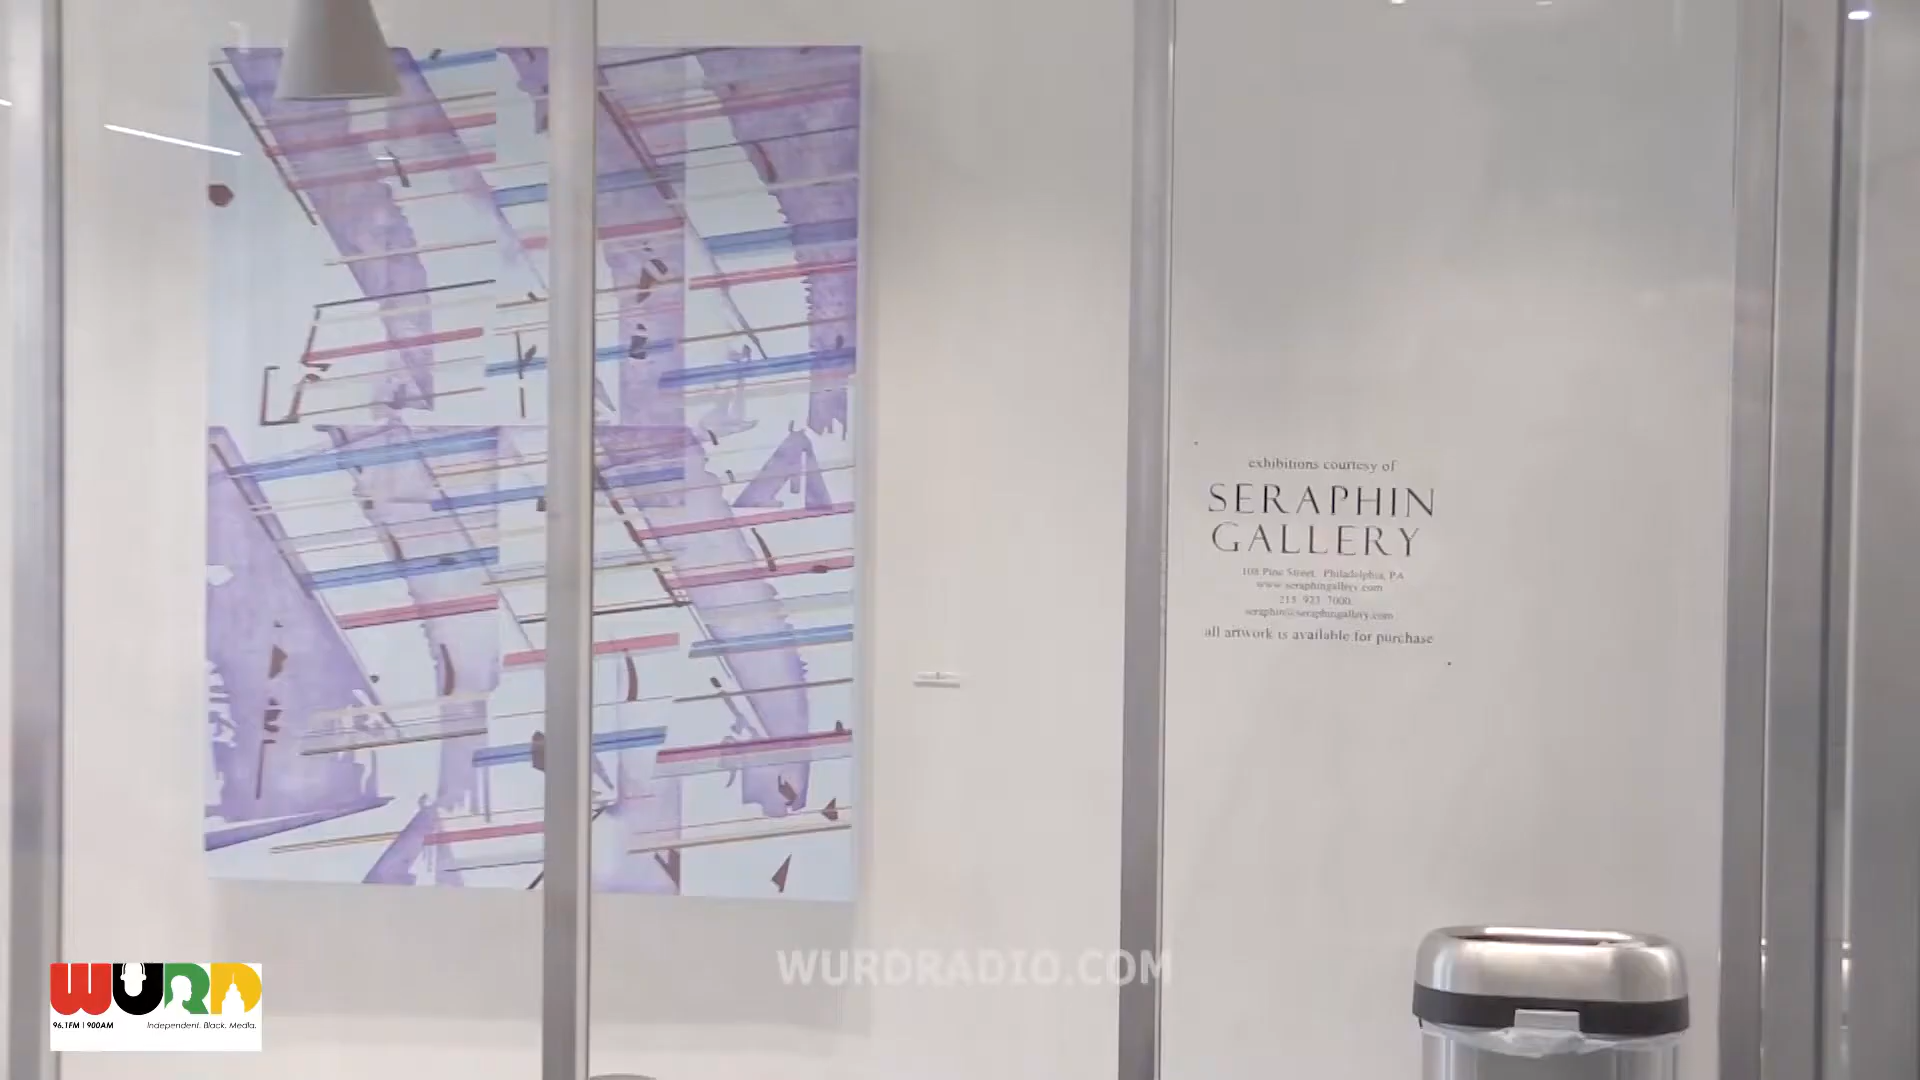 exhibitions courtesy of
SERAPHIN
GALLERY
108 Pine Street, Philadelphia, PA
www.seraphingallery.com
215 923 7000
seraphin@seraphingallery.com
all artwork is available for purchase
WURDRADIO.COM
WURD
96.1FM | 900AM Independent. Black. Media.